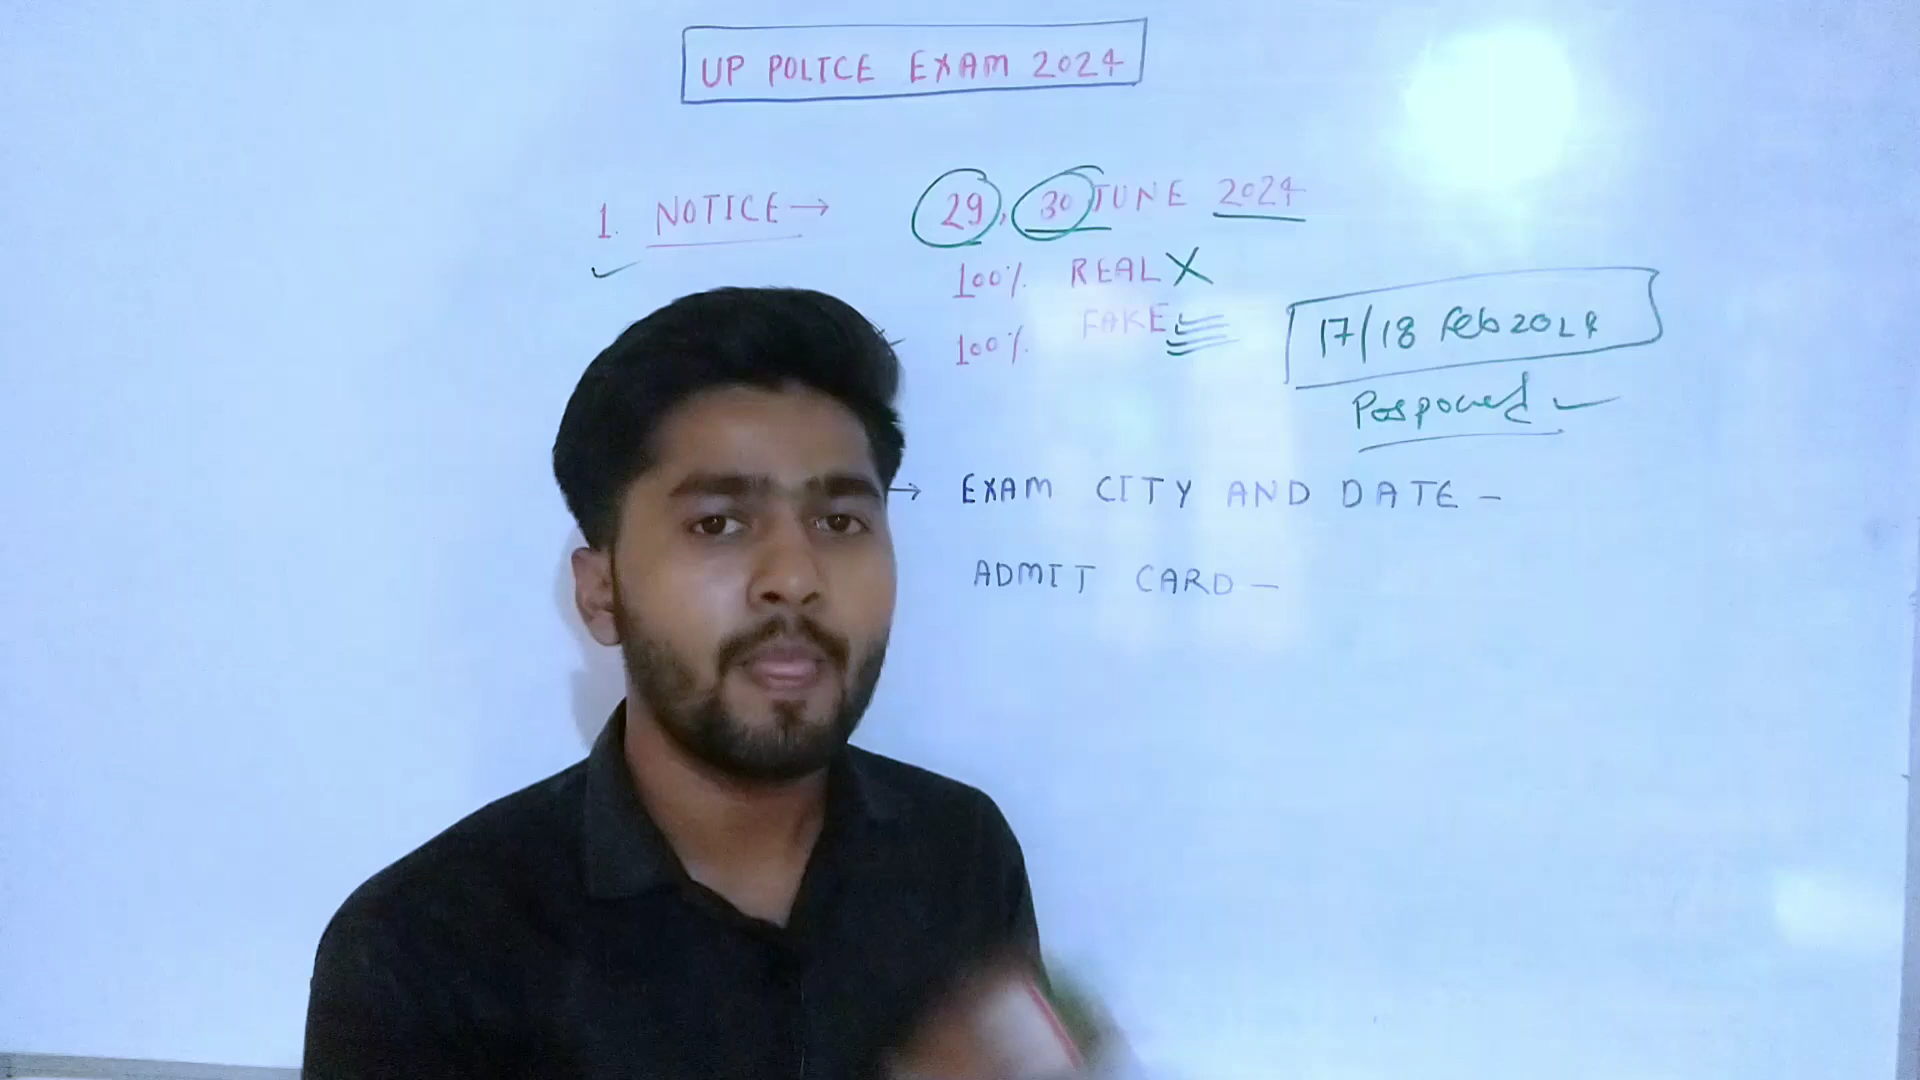 UP POLICE EXAM 2024
1. NOTICE → 29, 30 JUNE 2024
100% REAL X
100% FAKE
17/18 Feb 2024
Posponed
→ EXAM CITY AND DATE -
ADMIT CARD -